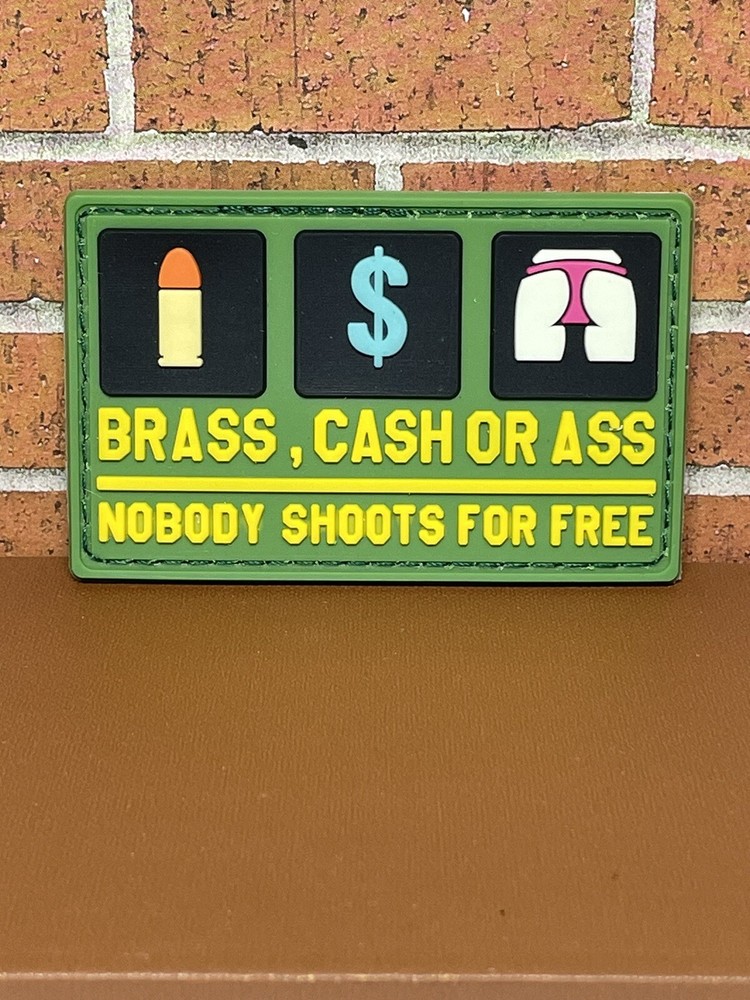 $
BRASS , CASH OR ASS
NOBODY SHOOTS FOR FREE